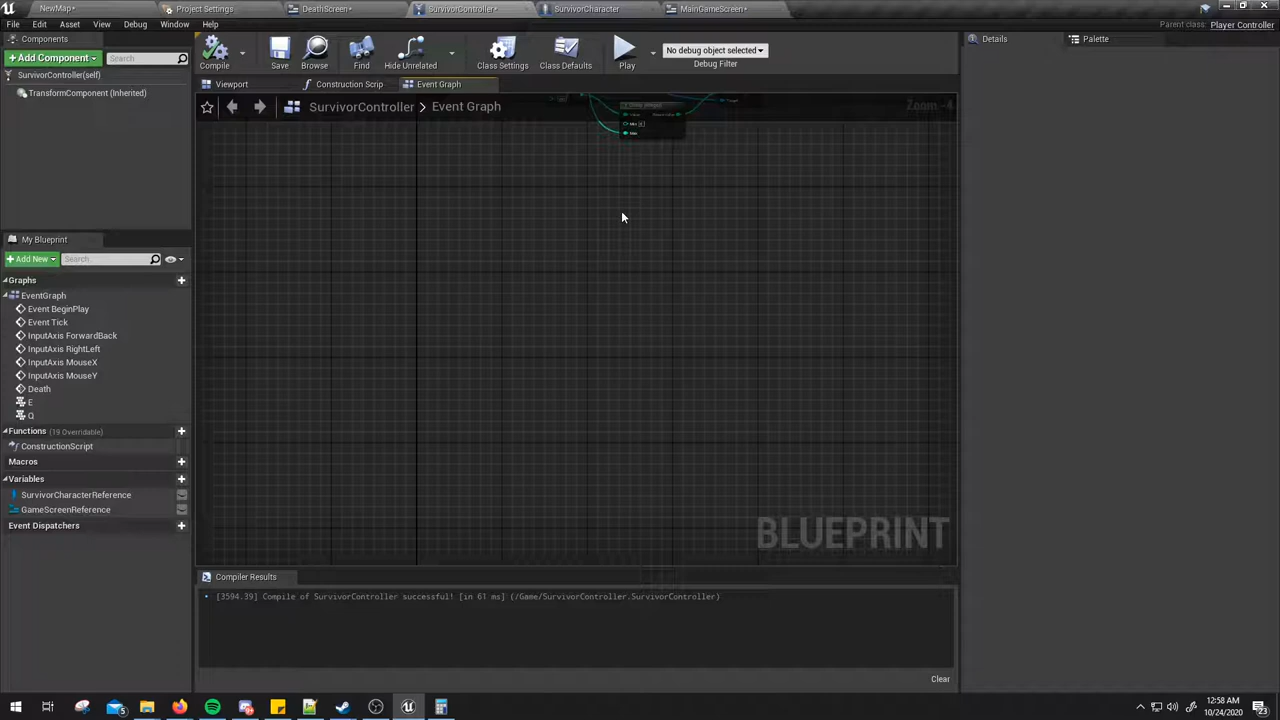 NewMap•
Project Settings
DeathScreen•
SurvivorController•
SurvivorCharacter
MainGameScreen•
File Edit Asset View Debug Window Help
Parent class: Player Controller
Components
+ Add Component
Search
SurvivorController(self)
TransformComponent (Inherited)
Compile
Save
Browse
Find
Hide Unrelated
Class Settings
Class Defaults
Play
No debug object selected
Debug Filter
Details
Palette
Viewport
Construction Scrip
Event Graph
SurvivorController > Event Graph
Zoom -4
Target
Value
Min
Max
My Blueprint
+ Add New
Search
Graphs
EventGraph
Event BeginPlay
Event Tick
InputAxis ForwardBack
InputAxis RightLeft
InputAxis MouseX
InputAxis MouseY
Death
E
Q
Functions (19 Overridable)
ConstructionScript
Macros
Variables
SurvivorCharacterReference
GameScreenReference
Event Dispatchers
BLUEPRINT
Compiler Results
[3594.39] Compile of SurvivorController successful! [in 61 ms] (/Game/SurvivorController.SurvivorController)
Clear
12:58 AM
10/24/2020